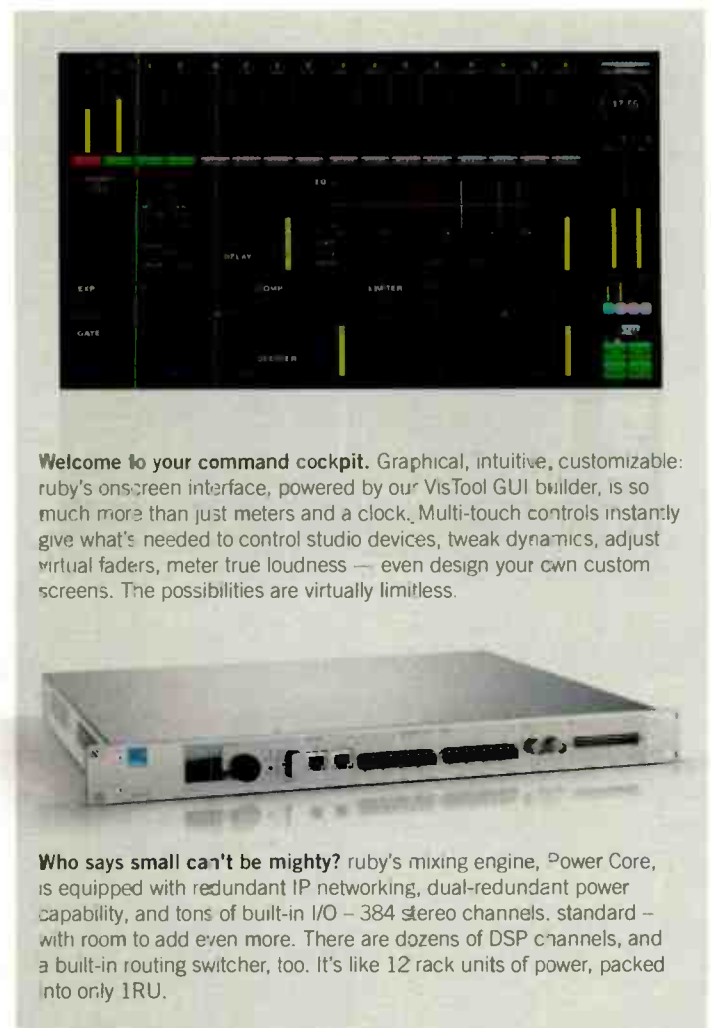 EQ
DELAY
EXP
COMP
LIMITER
GATE
Welcome to your command cockpit. Graphical, intuitive, customizable:
ruby's onscreen interface, powered by our VisTool GUI builder, is so
much more than just meters and a clock. Multi-touch controls instantly
give what's needed to control studio devices, tweak dynamics, adjust
virtual faders, meter true loudness — even design your own custom
screens. The possibilities are virtually limitless.
Who says small can't be mighty? ruby's mixing engine, Power Core,
is equipped with redundant IP networking, dual-redundant power
capability, and tons of built-in I/O – 384 stereo channels. standard –
with room to add even more. There are dozens of DSP channels, and
a built-in routing switcher, too. It's like 12 rack units of power, packed
into only 1RU.